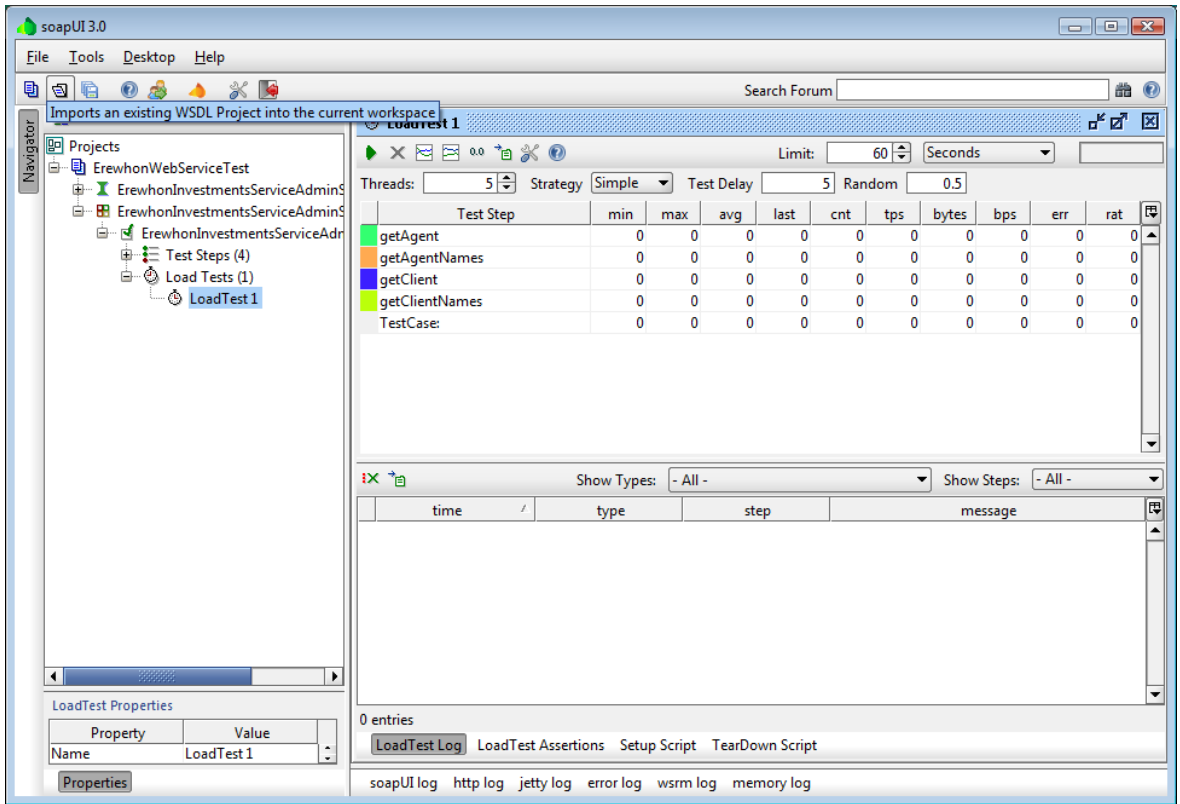 soapUI 3.0
File Tools Desktop Help
Search Forum
Imports an existing WSDL Project into the current workspace
Navigator
Projects
ErewhonWebServiceTest
ErewhonInvestmentsServiceAdminS
ErewhonInvestmentsServiceAdminS
ErewhonInvestmentsServiceAdr
Test Steps (4)
Load Tests (1)
LoadTest 1
LoadTest Properties
Property Value
Name LoadTest 1
Properties
LoadTest 1
0.0 Limit: 60 Seconds
Threads: 5 Strategy Simple Test Delay 5 Random 0.5
Test Step min max avg last cnt tps bytes bps err rat
getAgent 0 0 0 0 0 0 0 0 0 0
getAgentNames 0 0 0 0 0 0 0 0 0 0
getClient 0 0 0 0 0 0 0 0 0 0
getClientNames 0 0 0 0 0 0 0 0 0 0
TestCase: 0 0 0 0 0 0 0 0 0 0
Show Types: - All - Show Steps: - All -
time type step message
0 entries
LoadTest Log LoadTest Assertions Setup Script TearDown Script
soapUI log http log jetty log error log wsrm log memory log